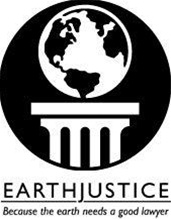 EARTHJUSTICE
Because the earth needs a good lawyer